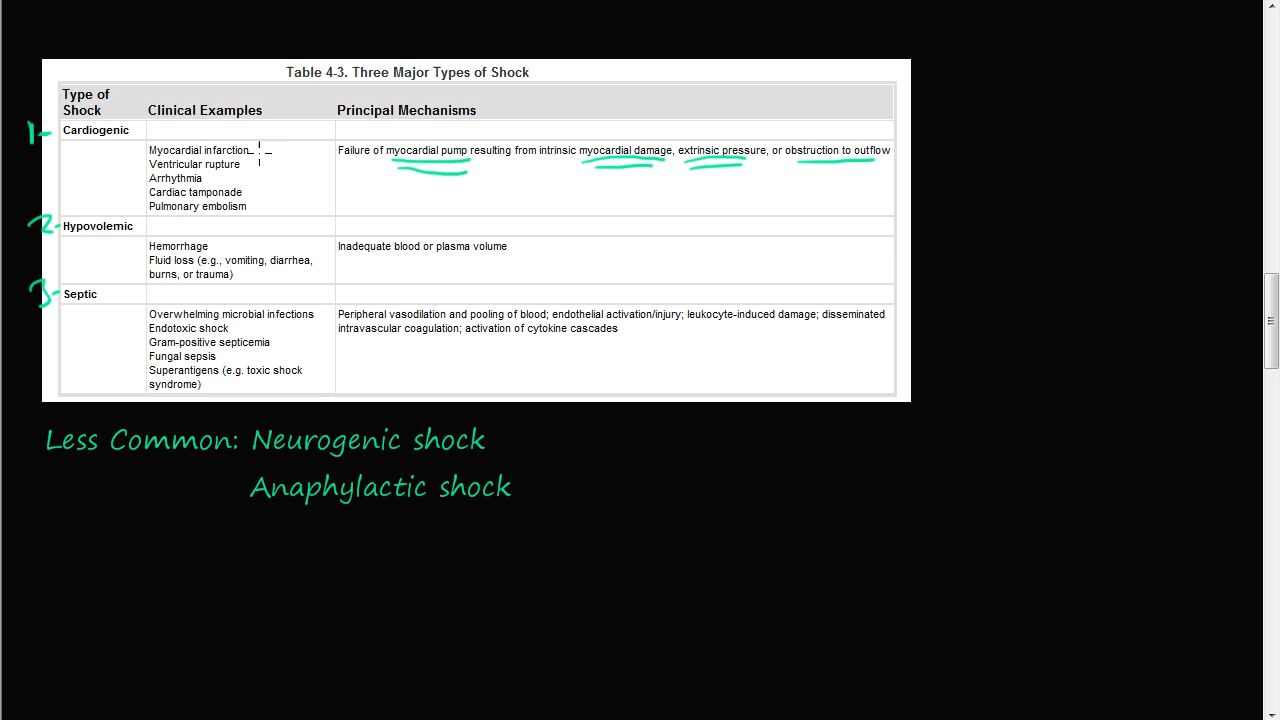 Table 4-3. Three Major Types of Shock
Type of
Shock Clinical Examples Principal Mechanisms
1- Cardiogenic
Myocardial infarction Failure of myocardial pump resulting from intrinsic myocardial damage, extrinsic pressure, or obstruction to outflow
Ventricular rupture
Arrhythmia
Cardiac tamponade
Pulmonary embolism
2- Hypovolemic
Hemorrhage Inadequate blood or plasma volume
Fluid loss (e.g., vomiting, diarrhea,
burns, or trauma)
3- Septic
Overwhelming microbial infections Peripheral vasodilation and pooling of blood; endothelial activation/injury; leukocyte-induced damage; disseminated
Endotoxic shock intravascular coagulation; activation of cytokine cascades
Gram-positive septicemia
Fungal sepsis
Superantigens (e.g. toxic shock
syndrome)
Less Common: Neurogenic shock
Anaphylactic shock